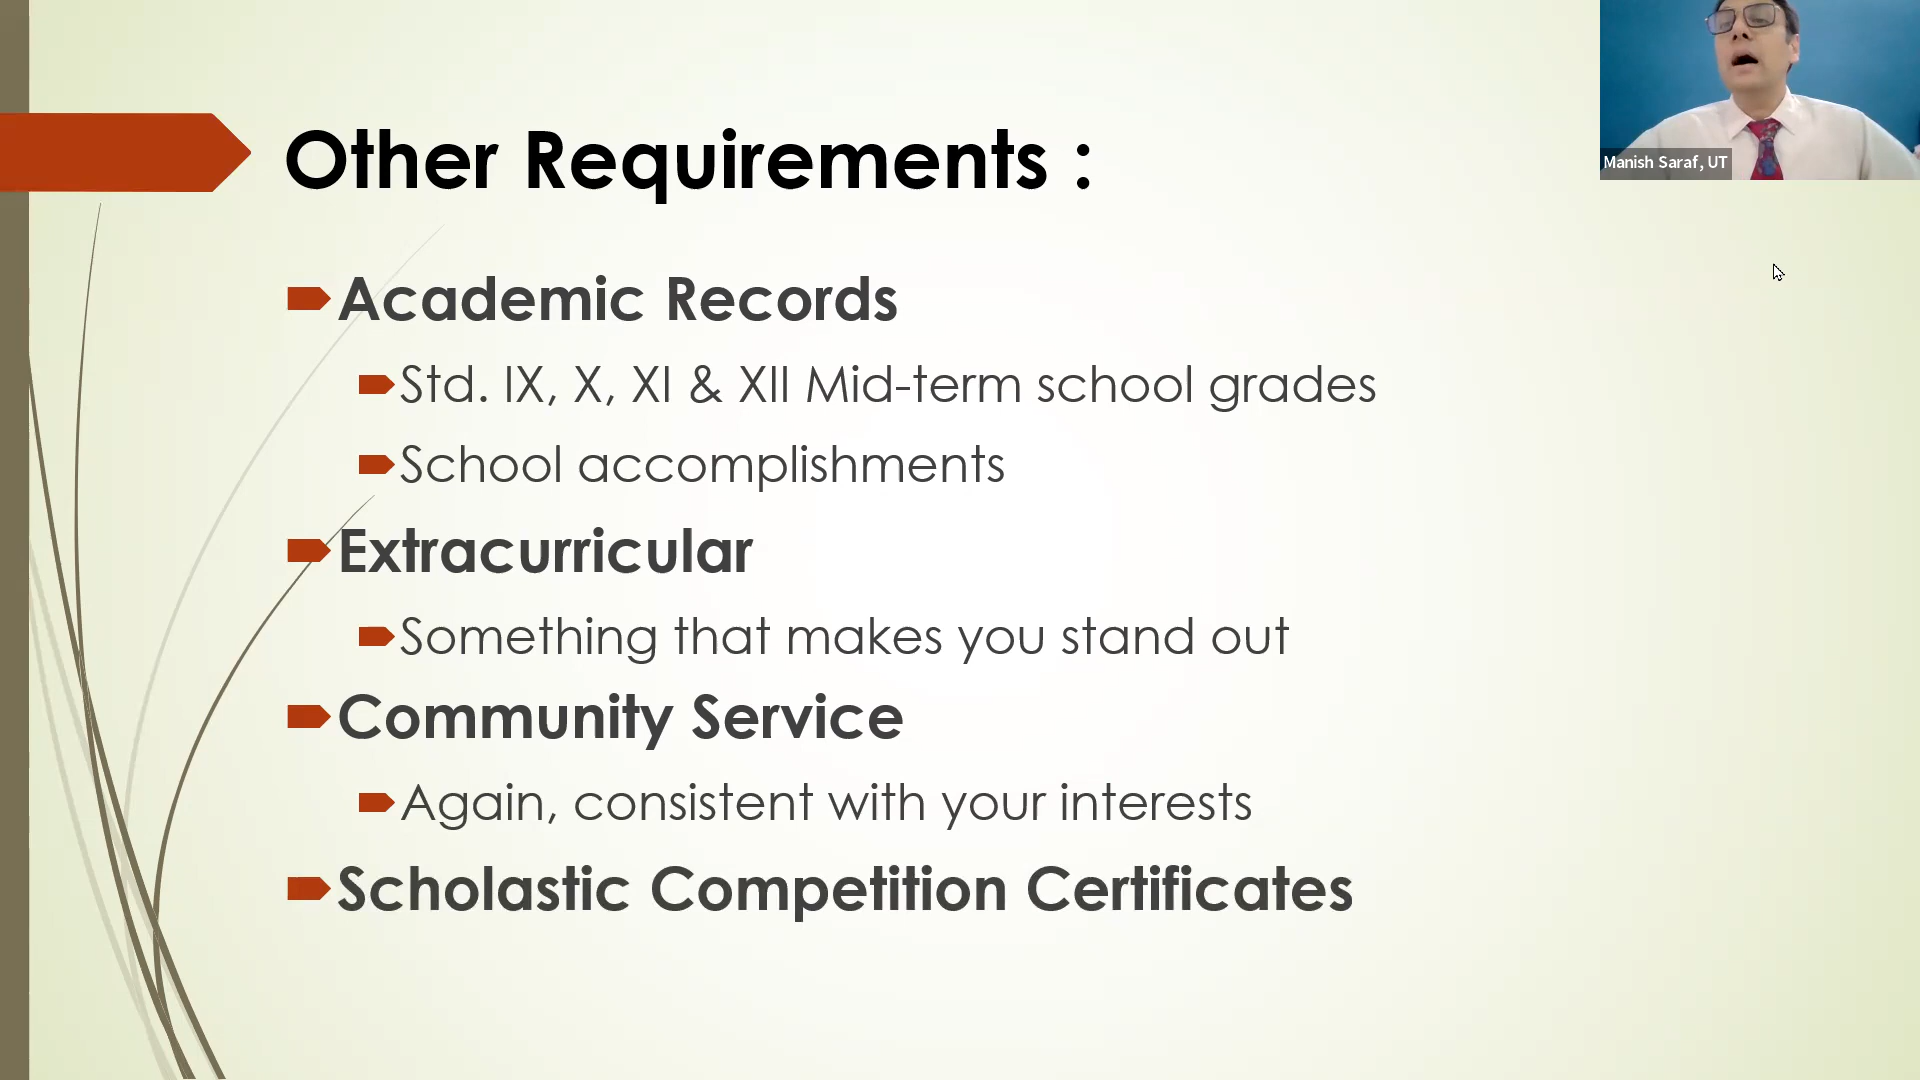 Other Requirements :
Academic Records
Std. IX, X, XI & XII Mid-term school grades
School accomplishments
Extracurricular
Something that makes you stand out
Community Service
Again, consistent with your interests
Scholastic Competition Certificates
Manish Saraf, UT